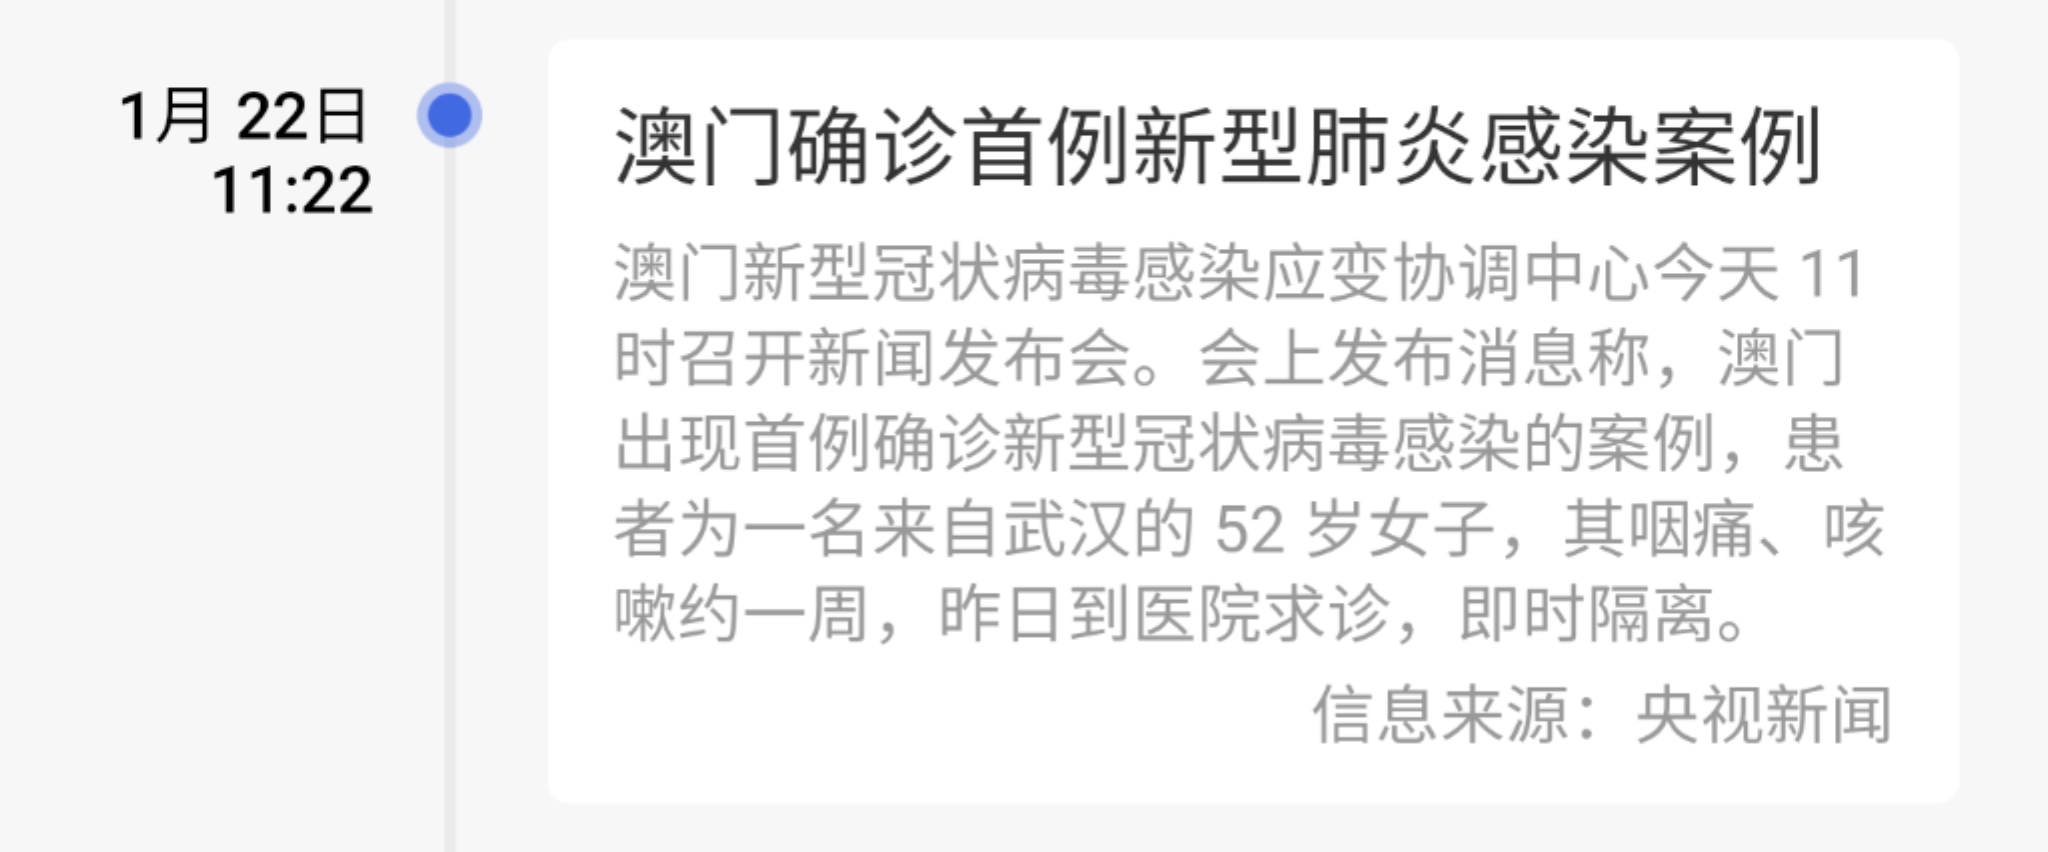 1月 22日
11:22
澳门确诊首例新型肺炎感染案例
澳门新型冠状病毒感染应变协调中心今天 11
时召开新闻发布会。会上发布消息称，澳门
出现首例确诊新型冠状病毒感染的案例，患
者为一名来自武汉的 52 岁女子，其咽痛、咳
嗽约一周，昨日到医院求诊，即时隔离。
信息来源：央视新闻